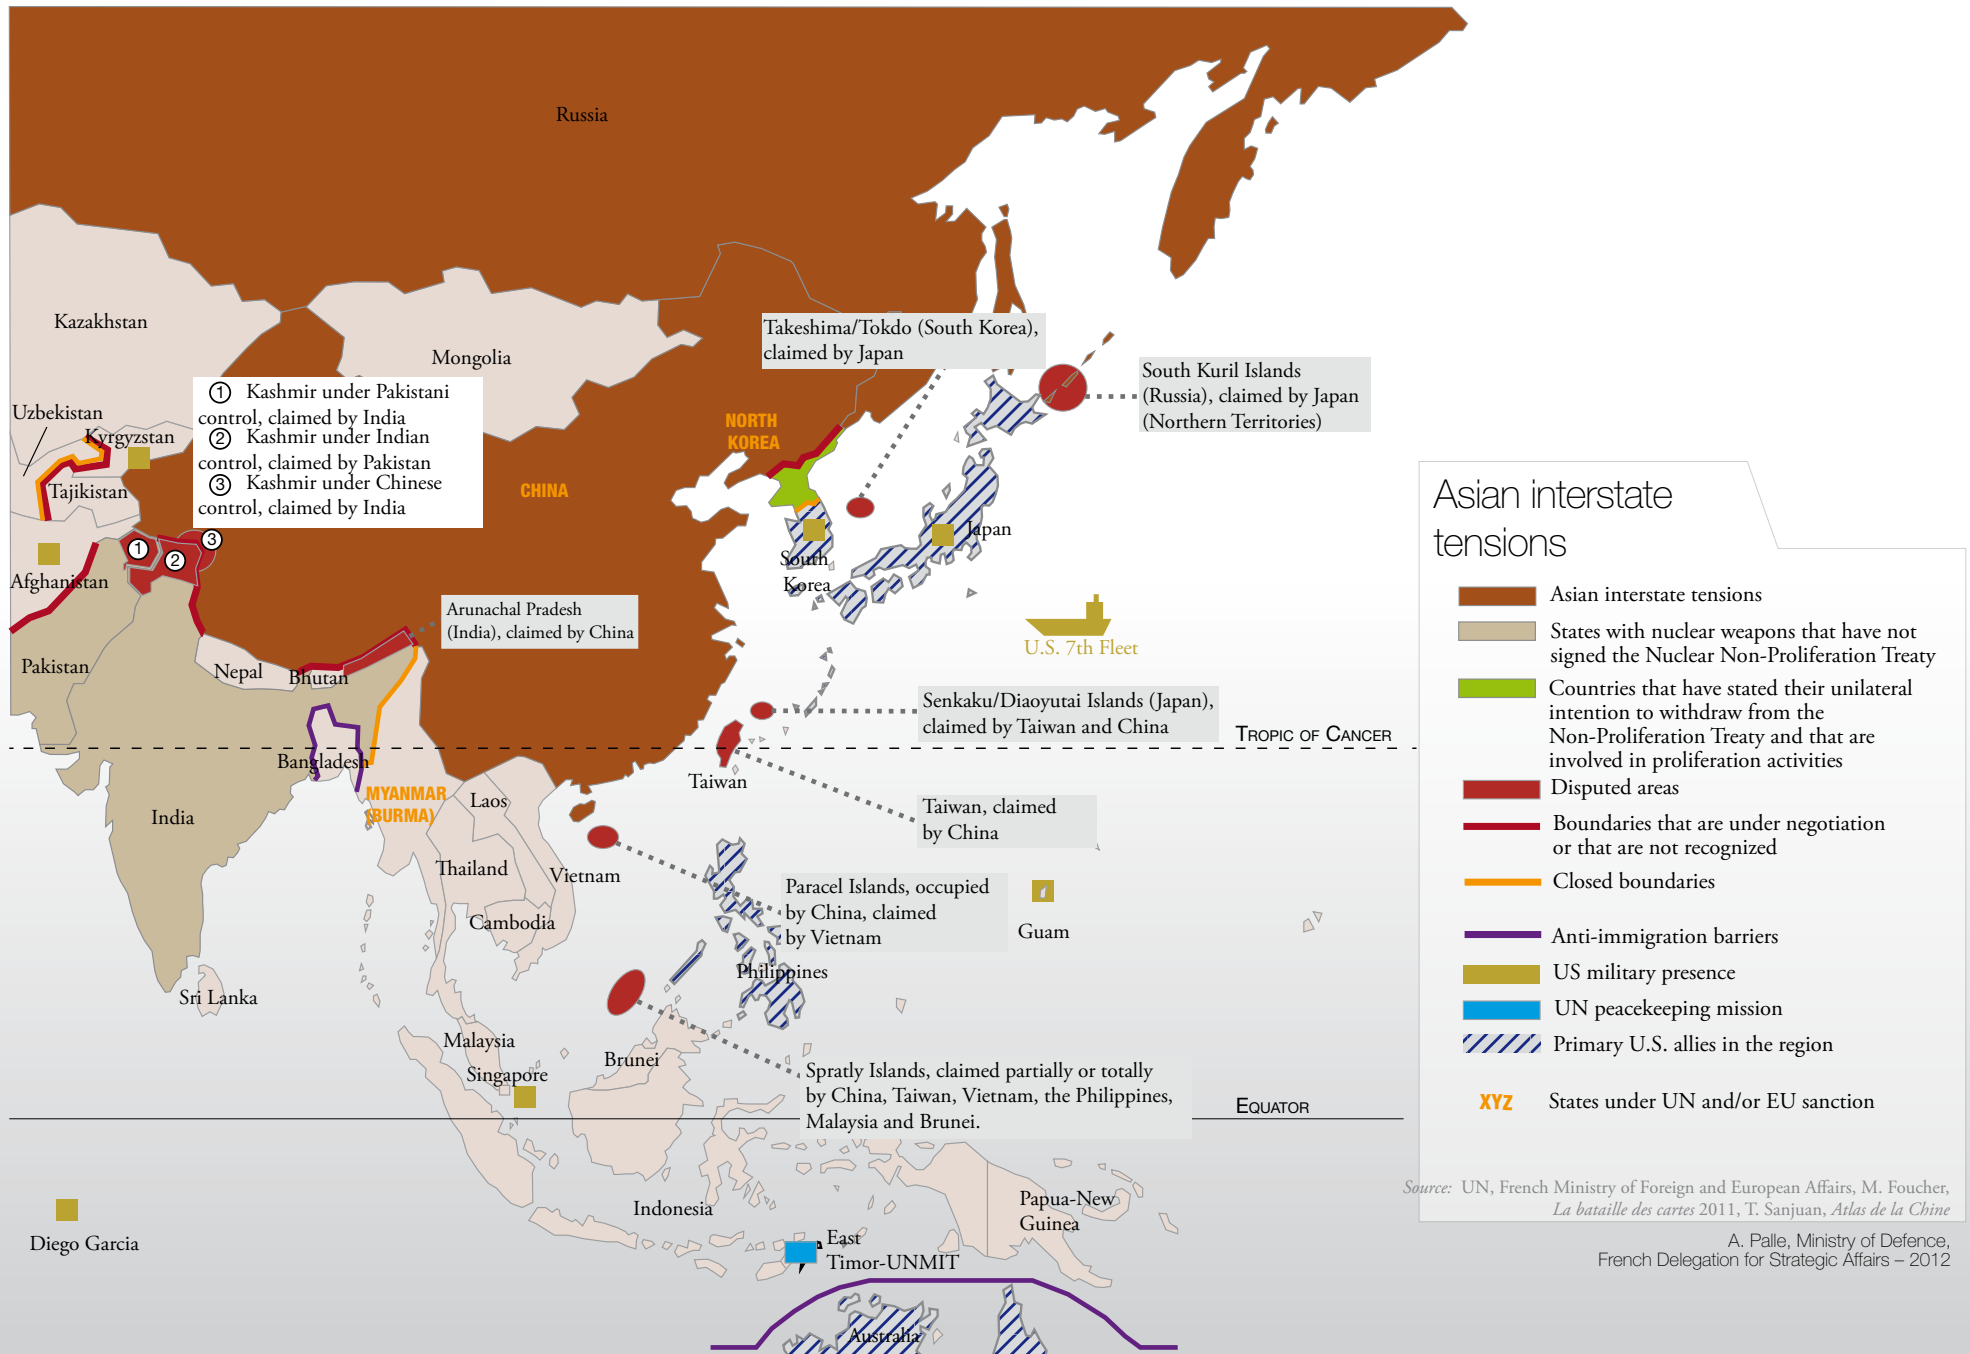 Russia
Kazakhstan
Mongolia
Takeshima/Tokdo (South Korea),
claimed by Japan
South Kuril Islands
(Russia), claimed by Japan
(Northern Territories)
① Kashmir under Pakistani
control, claimed by India
② Kashmir under Indian
control, claimed by Pakistan
③ Kashmir under Chinese
control, claimed by India
Uzbekistan
Kyrgyzstan
Tajikistan
NORTH
KOREA
CHINA
1
2
3
Afghanistan
South
Korea
Japan
Arunachal Pradesh
(India), claimed by China
Pakistan
Nepal
Bhutan
U.S. 7th Fleet
Senkaku/Diaoyutai Islands (Japan),
claimed by Taiwan and China
TROPIC OF CANCER
Bangladesh
Taiwan
MYANMAR
(BURMA)
Laos
India
Taiwan, claimed
by China
Thailand
Vietnam
Paracel Islands, occupied
by China, claimed
by Vietnam
Cambodia
Guam
Philippines
Sri Lanka
Malaysia
Singapore
Brunei
Spratly Islands, claimed partially or totally
by China, Taiwan, Vietnam, the Philippines,
Malaysia and Brunei.
EQUATOR
Indonesia
Papua-New
Guinea
Diego Garcia
East
Timor-UNMIT
Australia
Asian interstate
tensions
Asian interstate tensions
States with nuclear weapons that have not
signed the Nuclear Non-Proliferation Treaty
Countries that have stated their unilateral
intention to withdraw from the
Non-Proliferation Treaty and that are
involved in proliferation activities
Disputed areas
Boundaries that are under negotiation
or that are not recognized
Closed boundaries
Anti-immigration barriers
US military presence
UN peacekeeping mission
Primary U.S. allies in the region
XYZ States under UN and/or EU sanction
Source: UN, French Ministry of Foreign and European Affairs, M. Foucher,
La bataille des cartes 2011, T. Sanjuan, Atlas de la Chine
A. Palle, Ministry of Defence,
French Delegation for Strategic Affairs – 2012